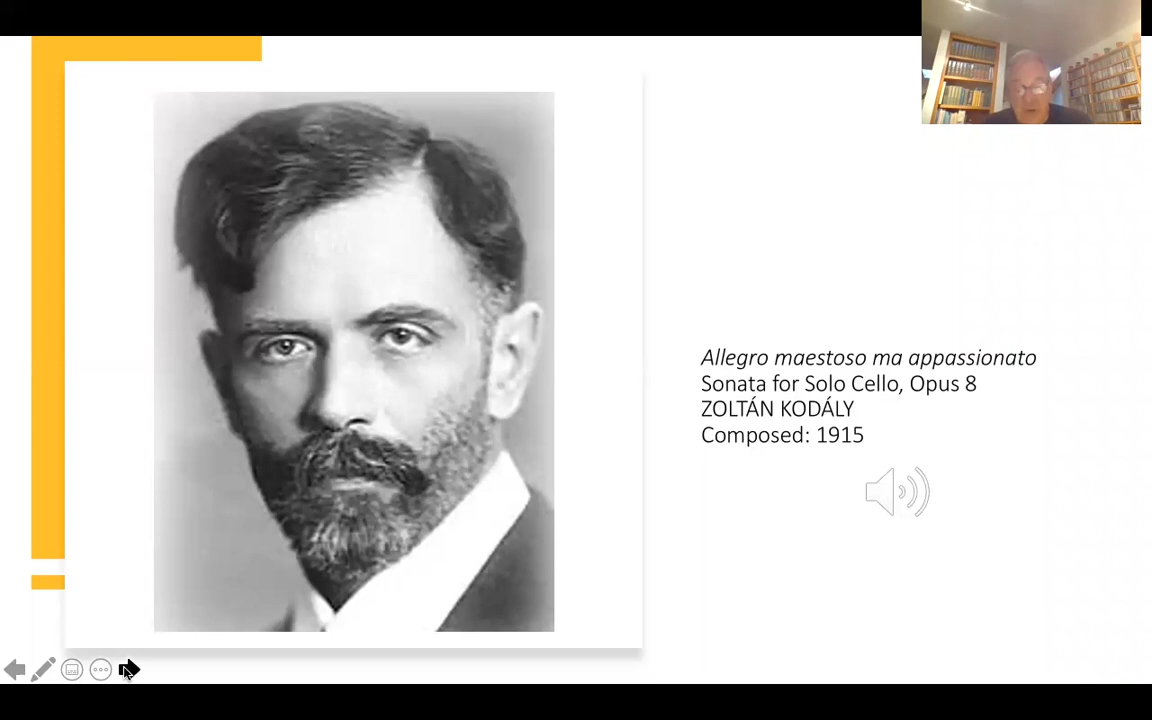 Allegro maestoso ma appassionato
Sonata for Solo Cello, Opus 8
ZOLTÁN KODÁLY
Composed: 1915